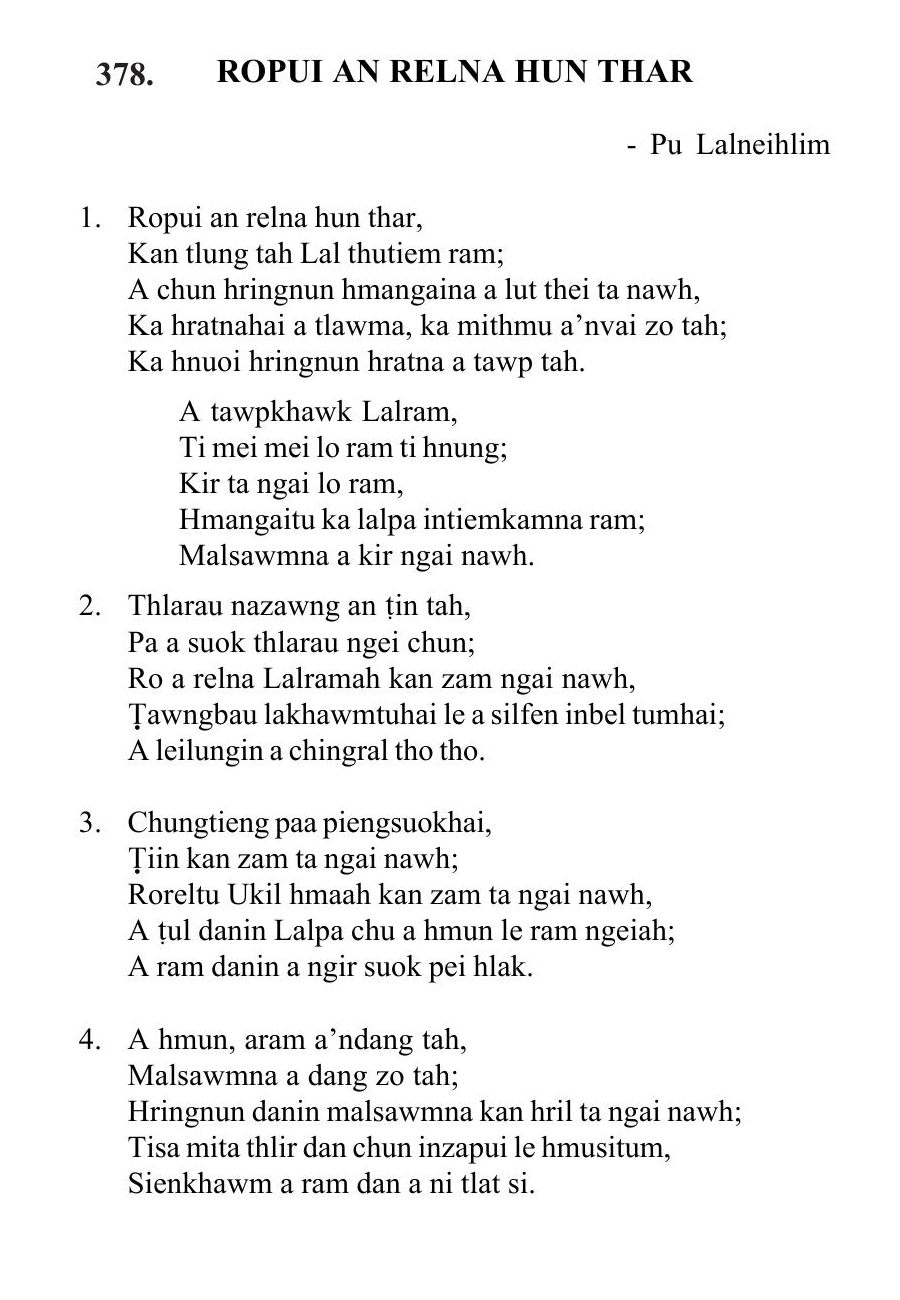 378. ROPUI AN RELNA HUN THAR
- Pu Lalneihlim
1. Ropui an relna hun thar,
Kan tlung tah Lal thutiem ram;
A chun hringnun hmangaina a lut thei ta nawh,
Ka hratnahai a tlawma, ka mithmu a’nvai zo tah;
Ka hnuoi hringnun hratna a tawp tah.
A tawpkhawk Lalram,
Ti mei mei lo ram ti hnung;
Kir ta ngai lo ram,
Hmangaitu ka lalpa intiemkamna ram;
Malsawmna a kir ngai nawh.
2. Thlarau nazawng an ṭin tah,
Pa a suok thlarau ngei chun;
Ro a relna Lalramah kan zam ngai nawh,
Ṭawngbau lakhawmtuhai le a silfen inbel tumhai;
A leilungin a chingral tho tho.
3. Chungtieng paa piengsuokhai,
Ṭiin kan zam ta ngai nawh;
Roreltu Ukil hmaah kan zam ta ngai nawh,
A ṭul danin Lalpa chu a hmun le ram ngeiah;
A ram danin a ngir suok pei hlak.
4. A hmun, aram a’ndang tah,
Malsawmna a dang zo tah;
Hringnun danin malsawmna kan hril ta ngai nawh;
Tisa mita thlir dan chun inzapui le hmusitum,
Sienkhawm a ram dan a ni tlat si.